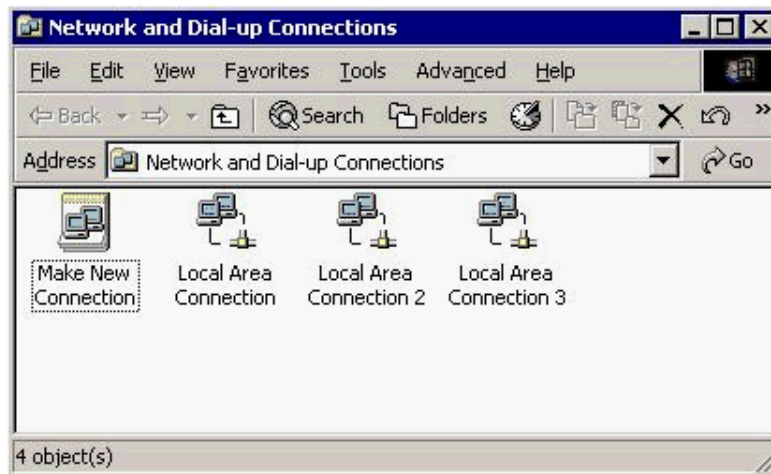 Network and Dial-up Connections
File Edit View Favorites Tools Advanced Help
Back Search Folders »
Address Network and Dial-up Connections Go
Make New Connection
Local Area Connection
Local Area Connection 2
Local Area Connection 3
4 object(s)